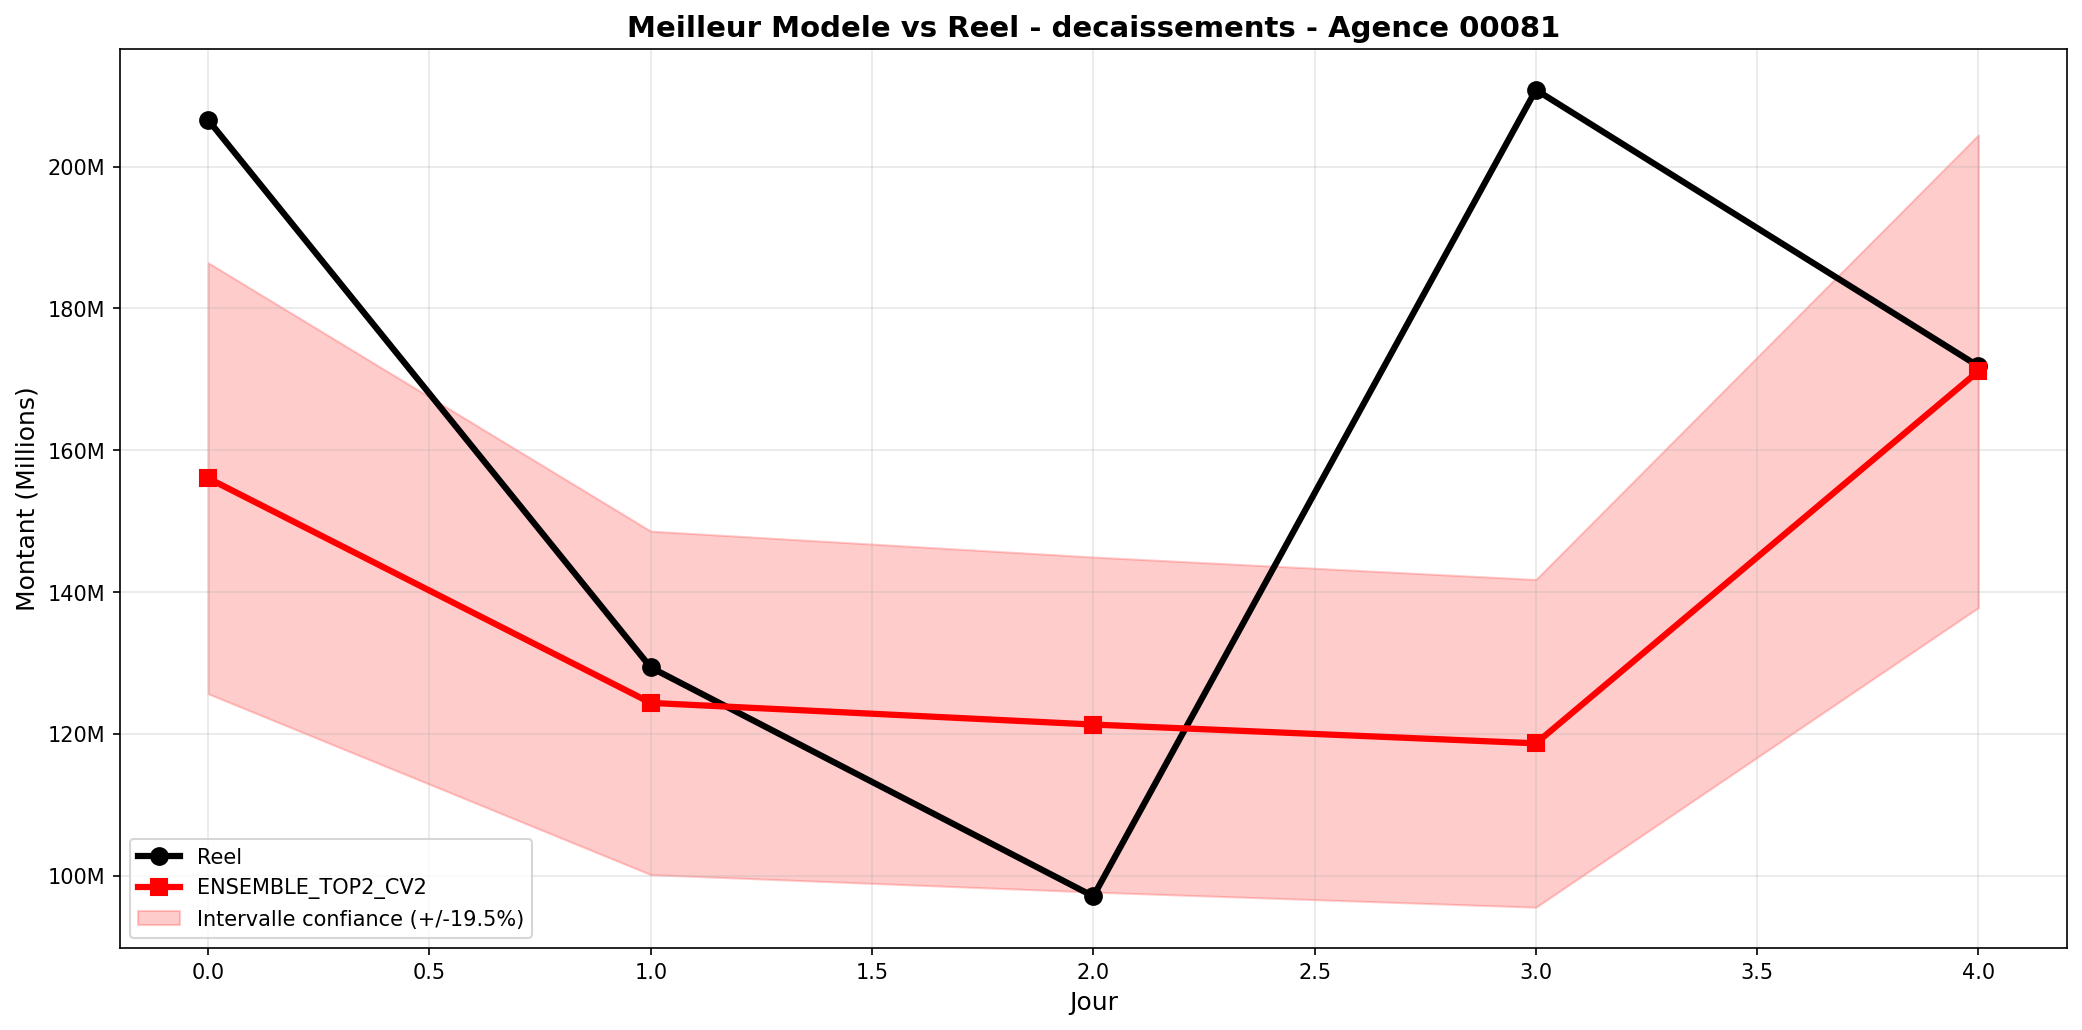 Meilleur Modele vs Reel - decaissements - Agence 00081
Montant (Millions)
200M
180M
160M
140M
120M
100M
Reel
ENSEMBLE_TOP2_CV2
Intervalle confiance (+/-19.5%)
0.0 0.5 1.0 1.5 2.0 2.5 3.0 3.5 4.0
Jour